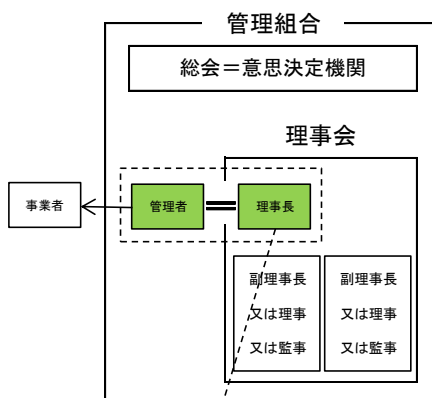 管理組合
総会＝意思決定機関
理事会
事業者
管理者
理事長
副理事長
又は理事
又は監事
副理事長
又は理事
又は監事